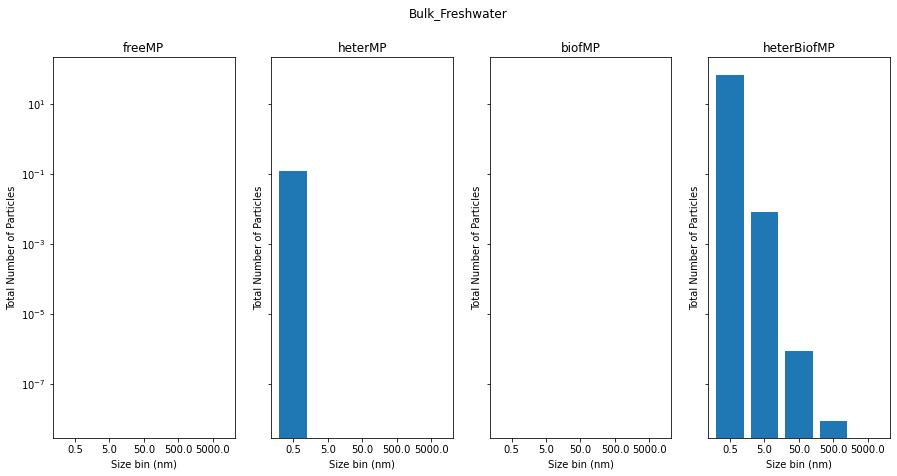 Bulk_Freshwater
freeMP
heterMP
biofMP
heterBiofMP
Total Number of Particles
10^1
10^-1
10^-3
10^-5
10^-7
0.5 5.0 50.0 500.0 5000.0
Size bin (nm)
Total Number of Particles
0.5 5.0 50.0 500.0 5000.0
Size bin (nm)
Total Number of Particles
0.5 5.0 50.0 500.0 5000.0
Size bin (nm)
Total Number of Particles
0.5 5.0 50.0 500.0 5000.0
Size bin (nm)